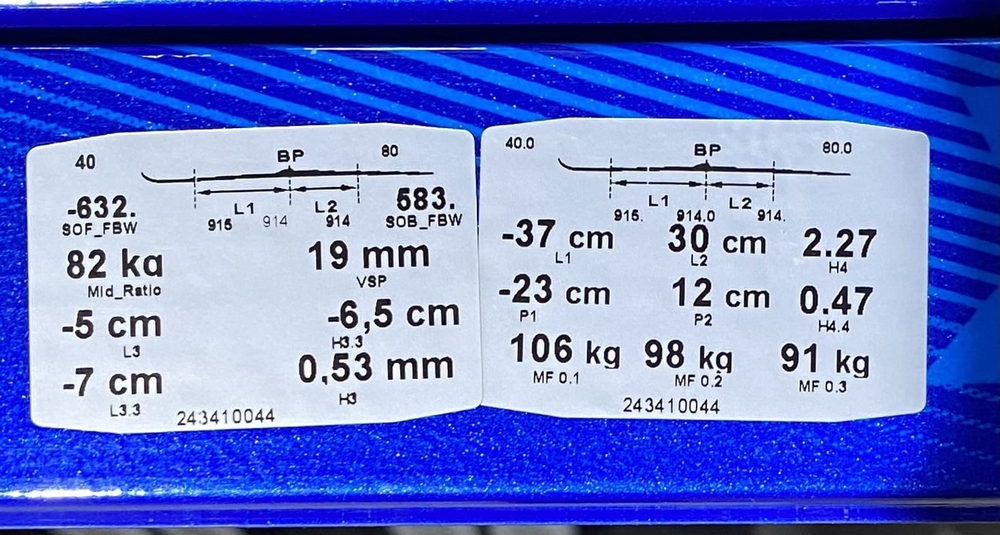 40 BP 80
L1 L2
-632. 915 914 914 583.
SOF_FBW SOB_FBW
82 ka 19 mm
Mid_Ratio VSP
-5 cm -6,5 cm
L3 H3.3
-7 cm 0,53 mm
L3.3 H3
243410044
40.0 BP 80.0
L1 L2
915. 914.0 914.
-37 cm 30 cm 2.27
L1 L2 H4
-23 cm 12 cm 0.47
P1 P2 H4.4
106 kg 98 kg 91 kg
MF 0.1 MF 0.2 MF 0.3
243410044